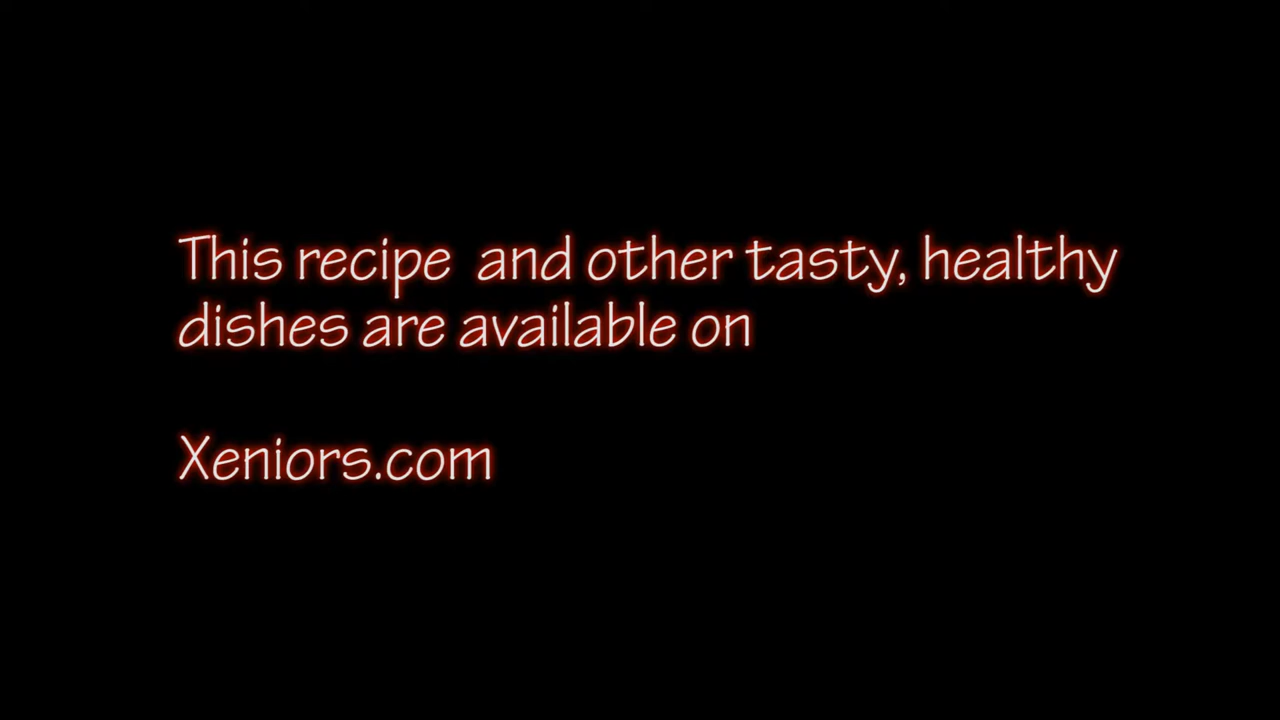 This recipe  and other tasty, healthy
dishes are available on
Xeniors.com